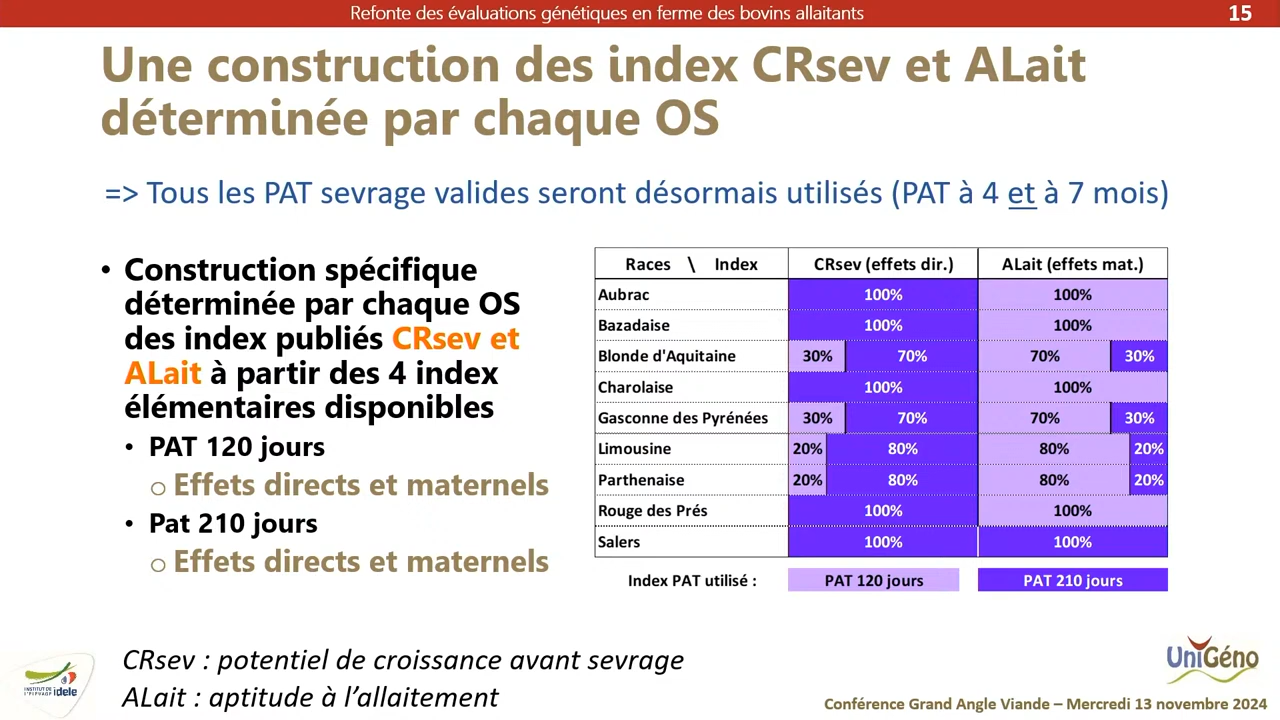 Refonte des évaluations génétiques en ferme des bovins allaitants
15
Une construction des index CRsev et ALait
déterminée par chaque OS
=> Tous les PAT sevrage valides seront désormais utilisés (PAT à 4 et à 7 mois)
• Construction spécifique
déterminée par chaque OS
des index publiés CRsev et
ALait à partir des 4 index
élémentaires disponibles
• PAT 120 jours
o Effets directs et maternels
• Pat 210 jours
o Effets directs et maternels
Races \ Index CRsev (effets dir.) ALait (effets mat.)
Aubrac 100% 100%
Bazadaise 100% 100%
Blonde d'Aquitaine 30% 70% 70% 30%
Charolaise 100% 100%
Gasconne des Pyrénées 30% 70% 70% 30%
Limousine 20% 80% 80% 20%
Parthenaise 20% 80% 80% 20%
Rouge des Prés 100% 100%
Salers 100% 100%
Index PAT utilisé : PAT 120 jours PAT 210 jours
CRsev : potentiel de croissance avant sevrage
ALait : aptitude à l’allaitement
INSTITUT DE
L'ELEVAGE idele
UniGéno
Conférence Grand Angle Viande – Mercredi 13 novembre 2024